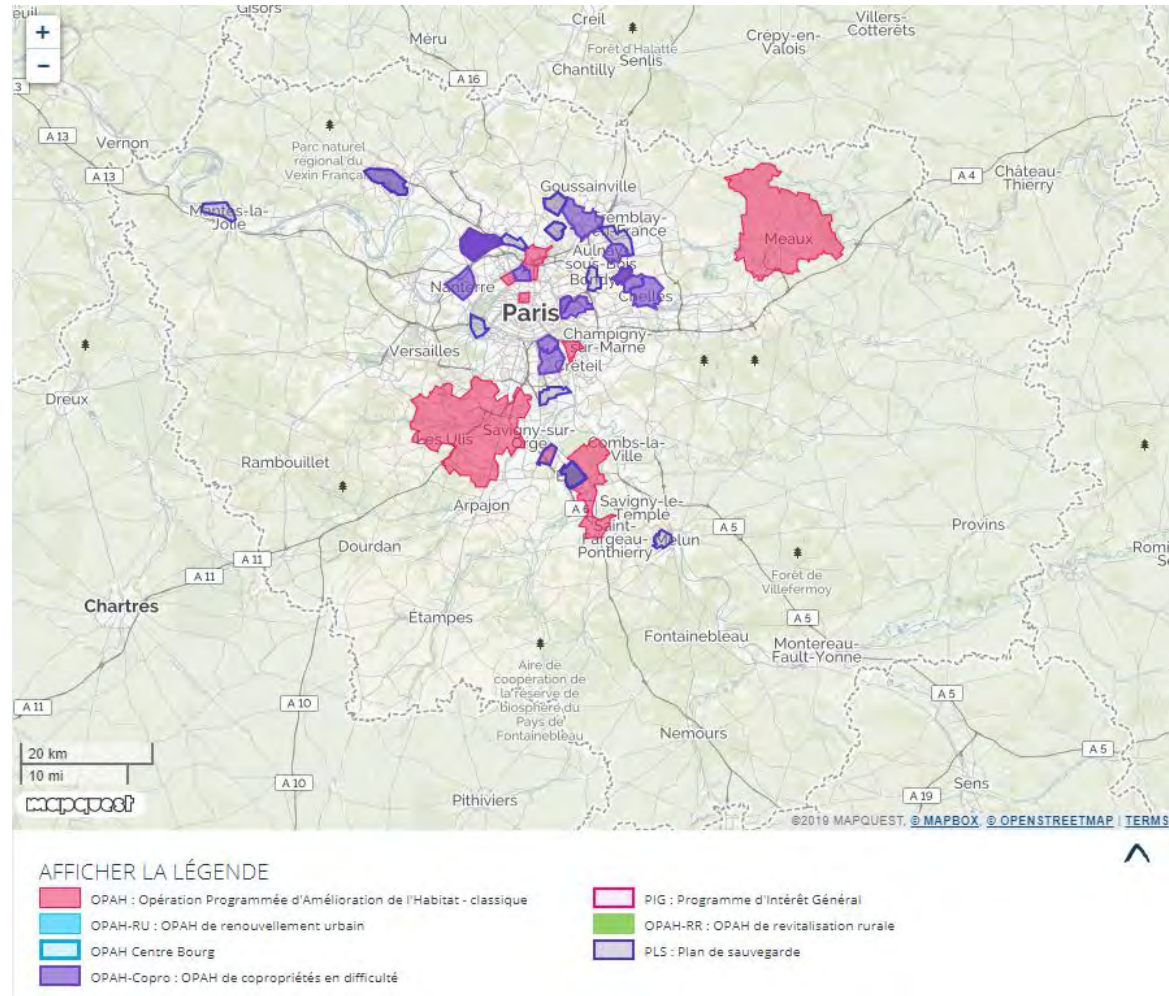 euil
Gisors
Creil
Villers-
Cotterêts
+
−
Méru
Forêt d'Halatte
Senlis
Crépy-en-
Valois
Chantilly
A 16
3
A 13
Vernon
Parc naturel
régional du
Vexin França
A 13
A 4
Château-
Thierry
Goussainville
Mantes-la-
Jolie
remblay-
France
Meaux
Aulnay-
sous-Bois
Bondy
Nanterre
Chelles
Paris
Champigny-
sur-Marne
Versailles
Créteil
Dreux
Les Ulis
Savigny-sur-
Orge
Combs-la-
Ville
Rambouillet
Arpajon
A 6
Savigny-le-
Temple
Saint-
Fargeau-
Ponthierry
Melun
A 5
Provins
Dourdan
A 11
A 11
Romi
S
Forêt de
Villefermoy
Chartres
Étampes
A 5
Fontainebleau
Montereau-
Fault-Yonne
Aire de
coopération de
la réserve de
biosphère du
Pays de
Fontainebleau
A 5
A 11
A 10
Nemours
20 km
10 mi
A 5
A 10
Sens
A 19
mapquest
Pithiviers
©2019 MAPQUEST, © MAPBOX, © OPENSTREETMAP | TERMS
AFFICHER LA LÉGENDE
OPAH : Opération Programmée d'Amélioration de l'Habitat - classique
PIG : Programme d'Intérêt Général
OPAH-RU : OPAH de renouvellement urbain
OPAH-RR : OPAH de revitalisation rurale
OPAH Centre Bourg
PLS : Plan de sauvegarde
OPAH-Copro : OPAH de copropriétés en difficulté